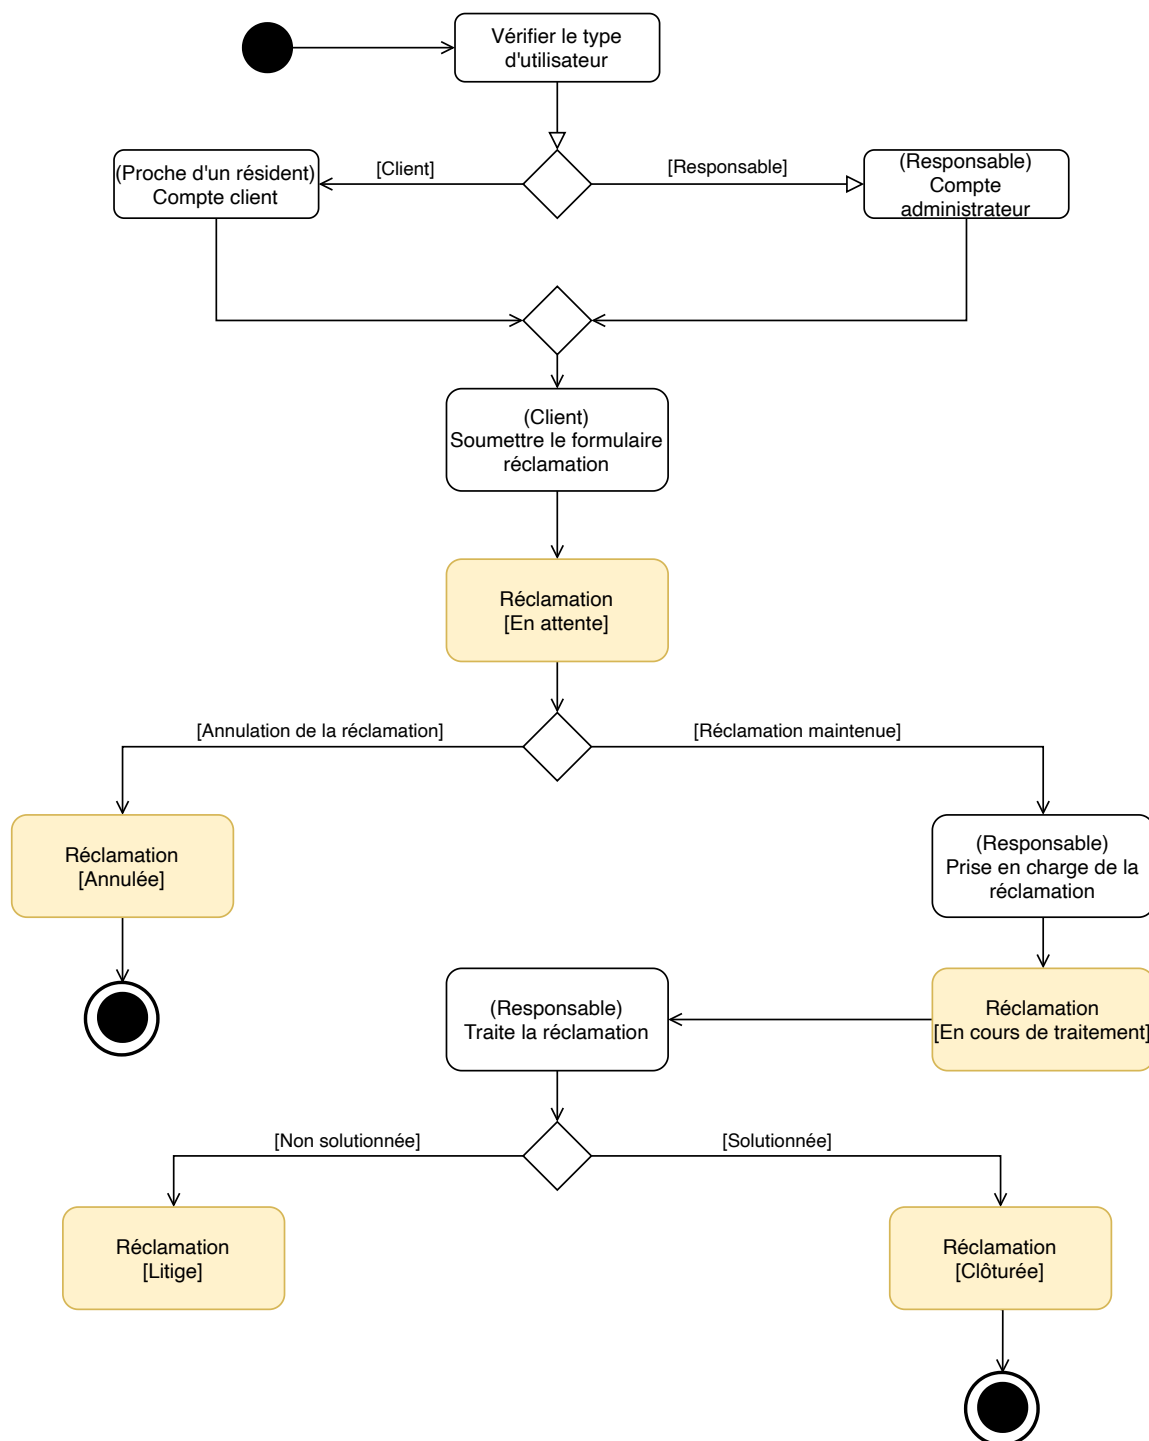 Vérifier le type
d'utilisateur
[Client]
[Responsable]
(Proche d'un résident)
Compte client
(Responsable)
Compte
administrateur
(Client)
Soumettre le formulaire
réclamation
Réclamation
[En attente]
[Annulation de la réclamation]
[Réclamation maintenue]
Réclamation
[Annulée]
(Responsable)
Prise en charge de la
réclamation
(Responsable)
Traite la réclamation
Réclamation
[En cours de traitement]
[Non solutionnée]
[Solutionnée]
Réclamation
[Litige]
Réclamation
[Clôturée]